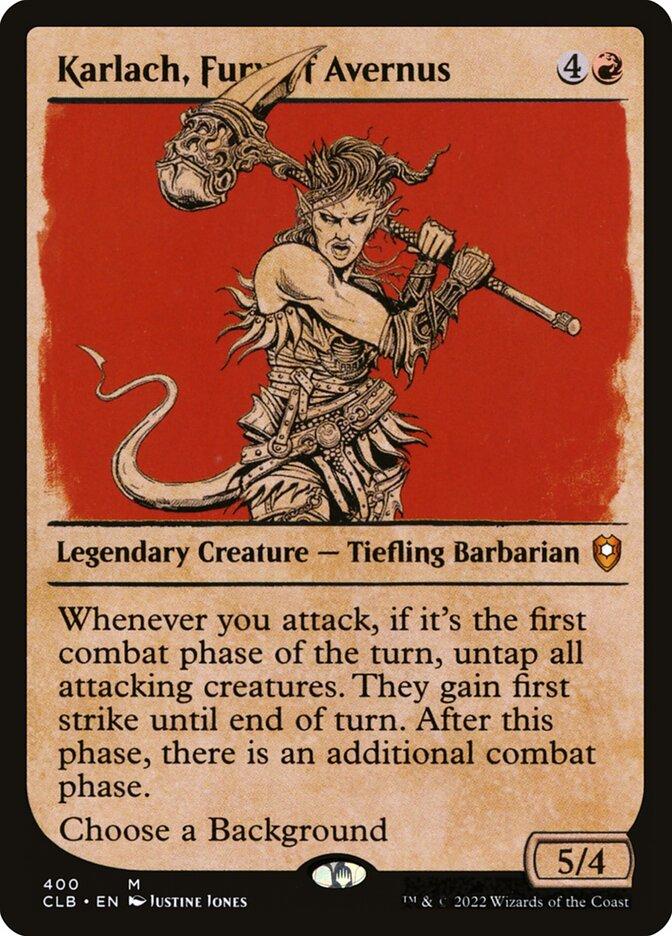 Karlach, Fury of Avernus 4
Legendary Creature — Tiefling Barbarian
Whenever you attack, if it's the first
combat phase of the turn, untap all
attacking creatures. They gain first
strike until end of turn. After this
phase, there is an additional combat
phase.
Choose a Background
5/4
400 M
CLB • EN Justine Jones
™ & © 2022 Wizards of the Coast